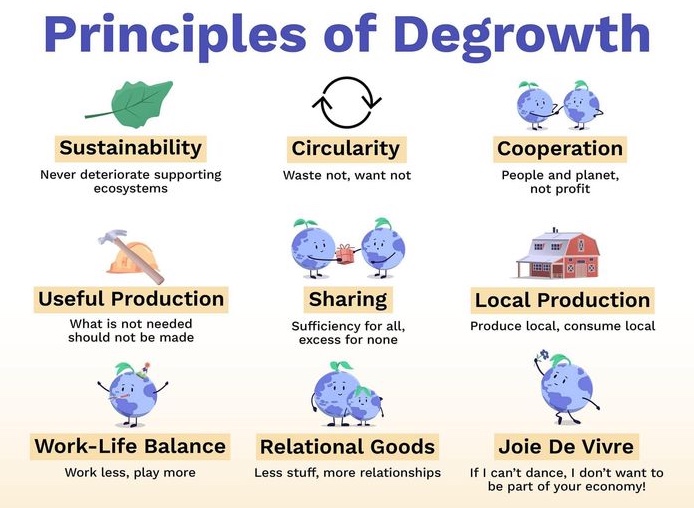 Principles of Degrowth
Sustainability
Never deteriorate supporting
ecosystems
Circularity
Waste not, want not
Cooperation
People and planet,
not profit
Useful Production
What is not needed
should not be made
Sharing
Sufficiency for all,
excess for none
Local Production
Produce local, consume local
Work-Life Balance
Work less, play more
Relational Goods
Less stuff, more relationships
Joie De Vivre
If I can't dance, I don't want to
be part of your economy!